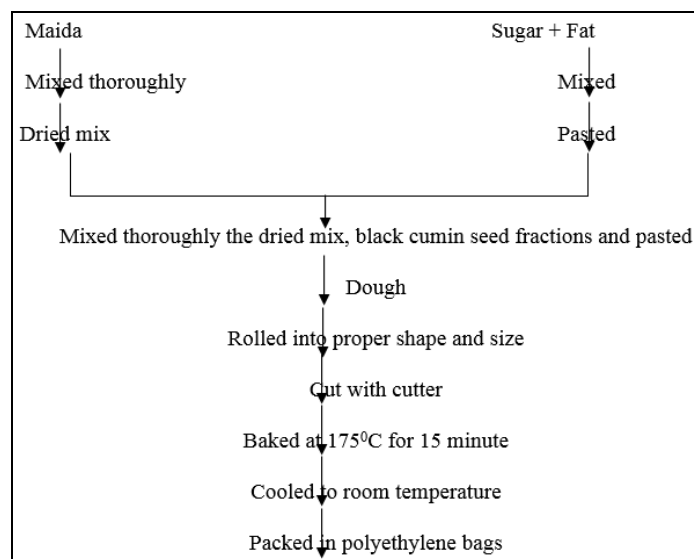 Maida
Sugar + Fat
Mixed thoroughly
Mixed
Dried mix
Pasted
Mixed thoroughly the dried mix, black cumin seed fractions and pasted
Dough
Rolled into proper shape and size
Cut with cutter
Baked at 175⁰C for 15 minute
Cooled to room temperature
Packed in polyethylene bags